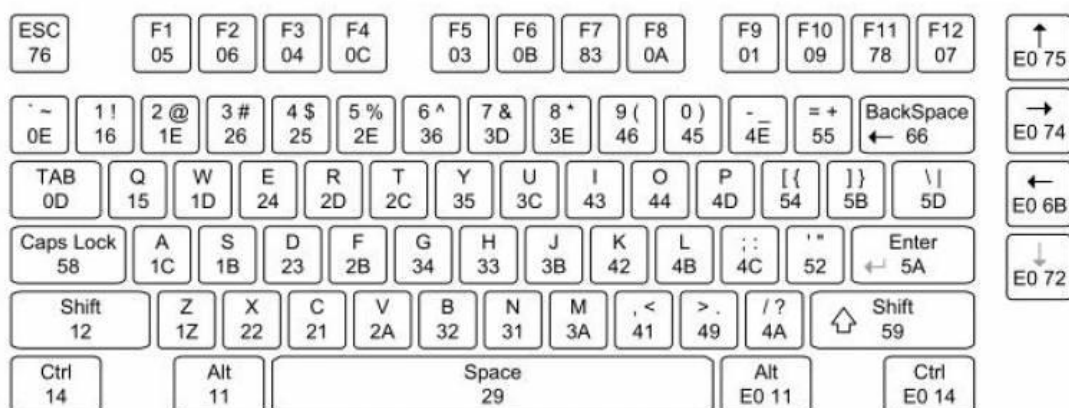 ESC F1 F2 F3 F4 F5 F6 F7 F8 F9 F10 F11 F12 ↑
76 05 06 04 0C 03 0B 83 0A 01 09 78 07 E0 75
` ~ 1 ! 2 @ 3 # 4 $ 5 % 6 ^ 7 & 8 * 9 ( 0 ) - _ = + BackSpace →
0E 16 1E 26 25 2E 36 3D 3E 46 45 4E 55 ← 66 E0 74
TAB Q W E R T Y U I O P [ { ] } \ | ←
0D 15 1D 24 2D 2C 35 3C 43 44 4D 54 5B 5D E0 6B
Caps Lock A S D F G H J K L ; : ' " Enter ↓
58 1C 1B 23 2B 34 33 3B 42 4B 4C 52 ↵ 5A E0 72
Shift Z X C V B N M , < > . / ? ⇧ Shift
12 1Z 22 21 2A 32 31 3A 41 49 4A 59
Ctrl Alt Space Alt Ctrl
14 11 29 E0 11 E0 14